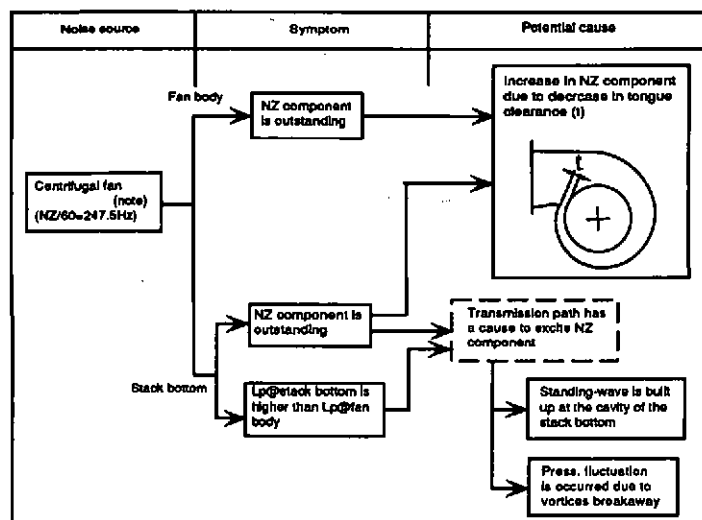 Noise source
Symptom
Potential cause
Fan body
NZ component
is outstanding
Increase in NZ component
due to decrease in tongue
clearance (t)
t
Centrifugal fan
(note)
(NZ/60=247.5Hz)
NZ component is
outstanding
Transmission path has
a cause to excite NZ
component
Stack bottom
Lp@stack bottom is
higher than Lp@fan
body
Standing-wave is built
up at the cavity of the
stack bottom
Press. fluctuation
is occurred due to
vortices breakaway